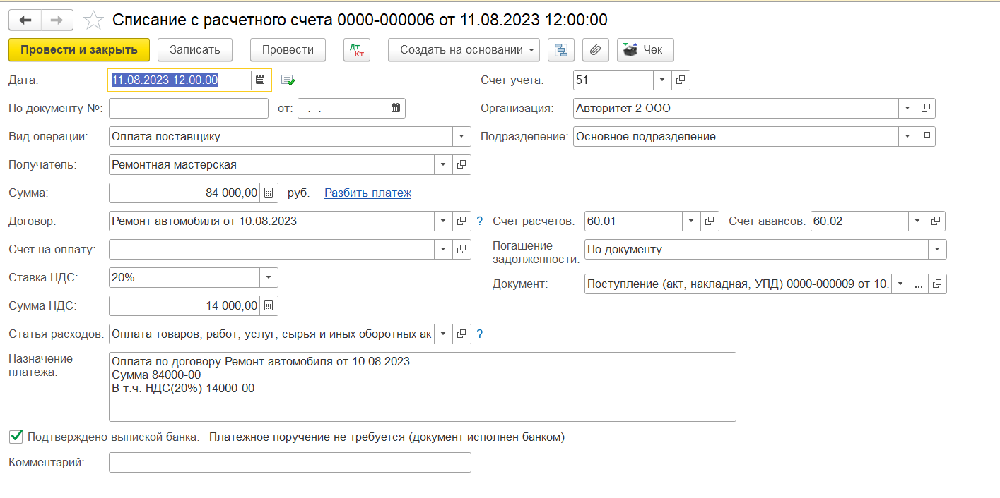 Списание с расчетного счета 0000-000006 от 11.08.2023 12:00:00
Провести и закрыть Записать Провести Дт Кт Создать на основании Чек
Дата: 11.08.2023 12:00:00 Счет учета: 51
По документу №: от: . . Организация: Авторитет 2 ООО
Вид операции: Оплата поставщику Подразделение: Основное подразделение
Получатель: Ремонтная мастерская
Сумма: 84 000,00 руб. Разбить платеж
Договор: Ремонт автомобиля от 10.08.2023 ? Счет расчетов: 60.01 Счет авансов: 60.02
Счет на оплату: Погашение задолженности: По документу
Ставка НДС: 20%
Документ: Поступление (акт, накладная, УПД) 0000-000009 от 10. ...
Сумма НДС: 14 000,00
Статья расходов: Оплата товаров, работ, услуг, сырья и иных оборотных ак ?
Назначение платежа: Оплата по договору Ремонт автомобиля от 10.08.2023
Сумма 84000-00
В т.ч. НДС(20%) 14000-00
Подтверждено выпиской банка: Платежное поручение не требуется (документ исполнен банком)
Комментарий: